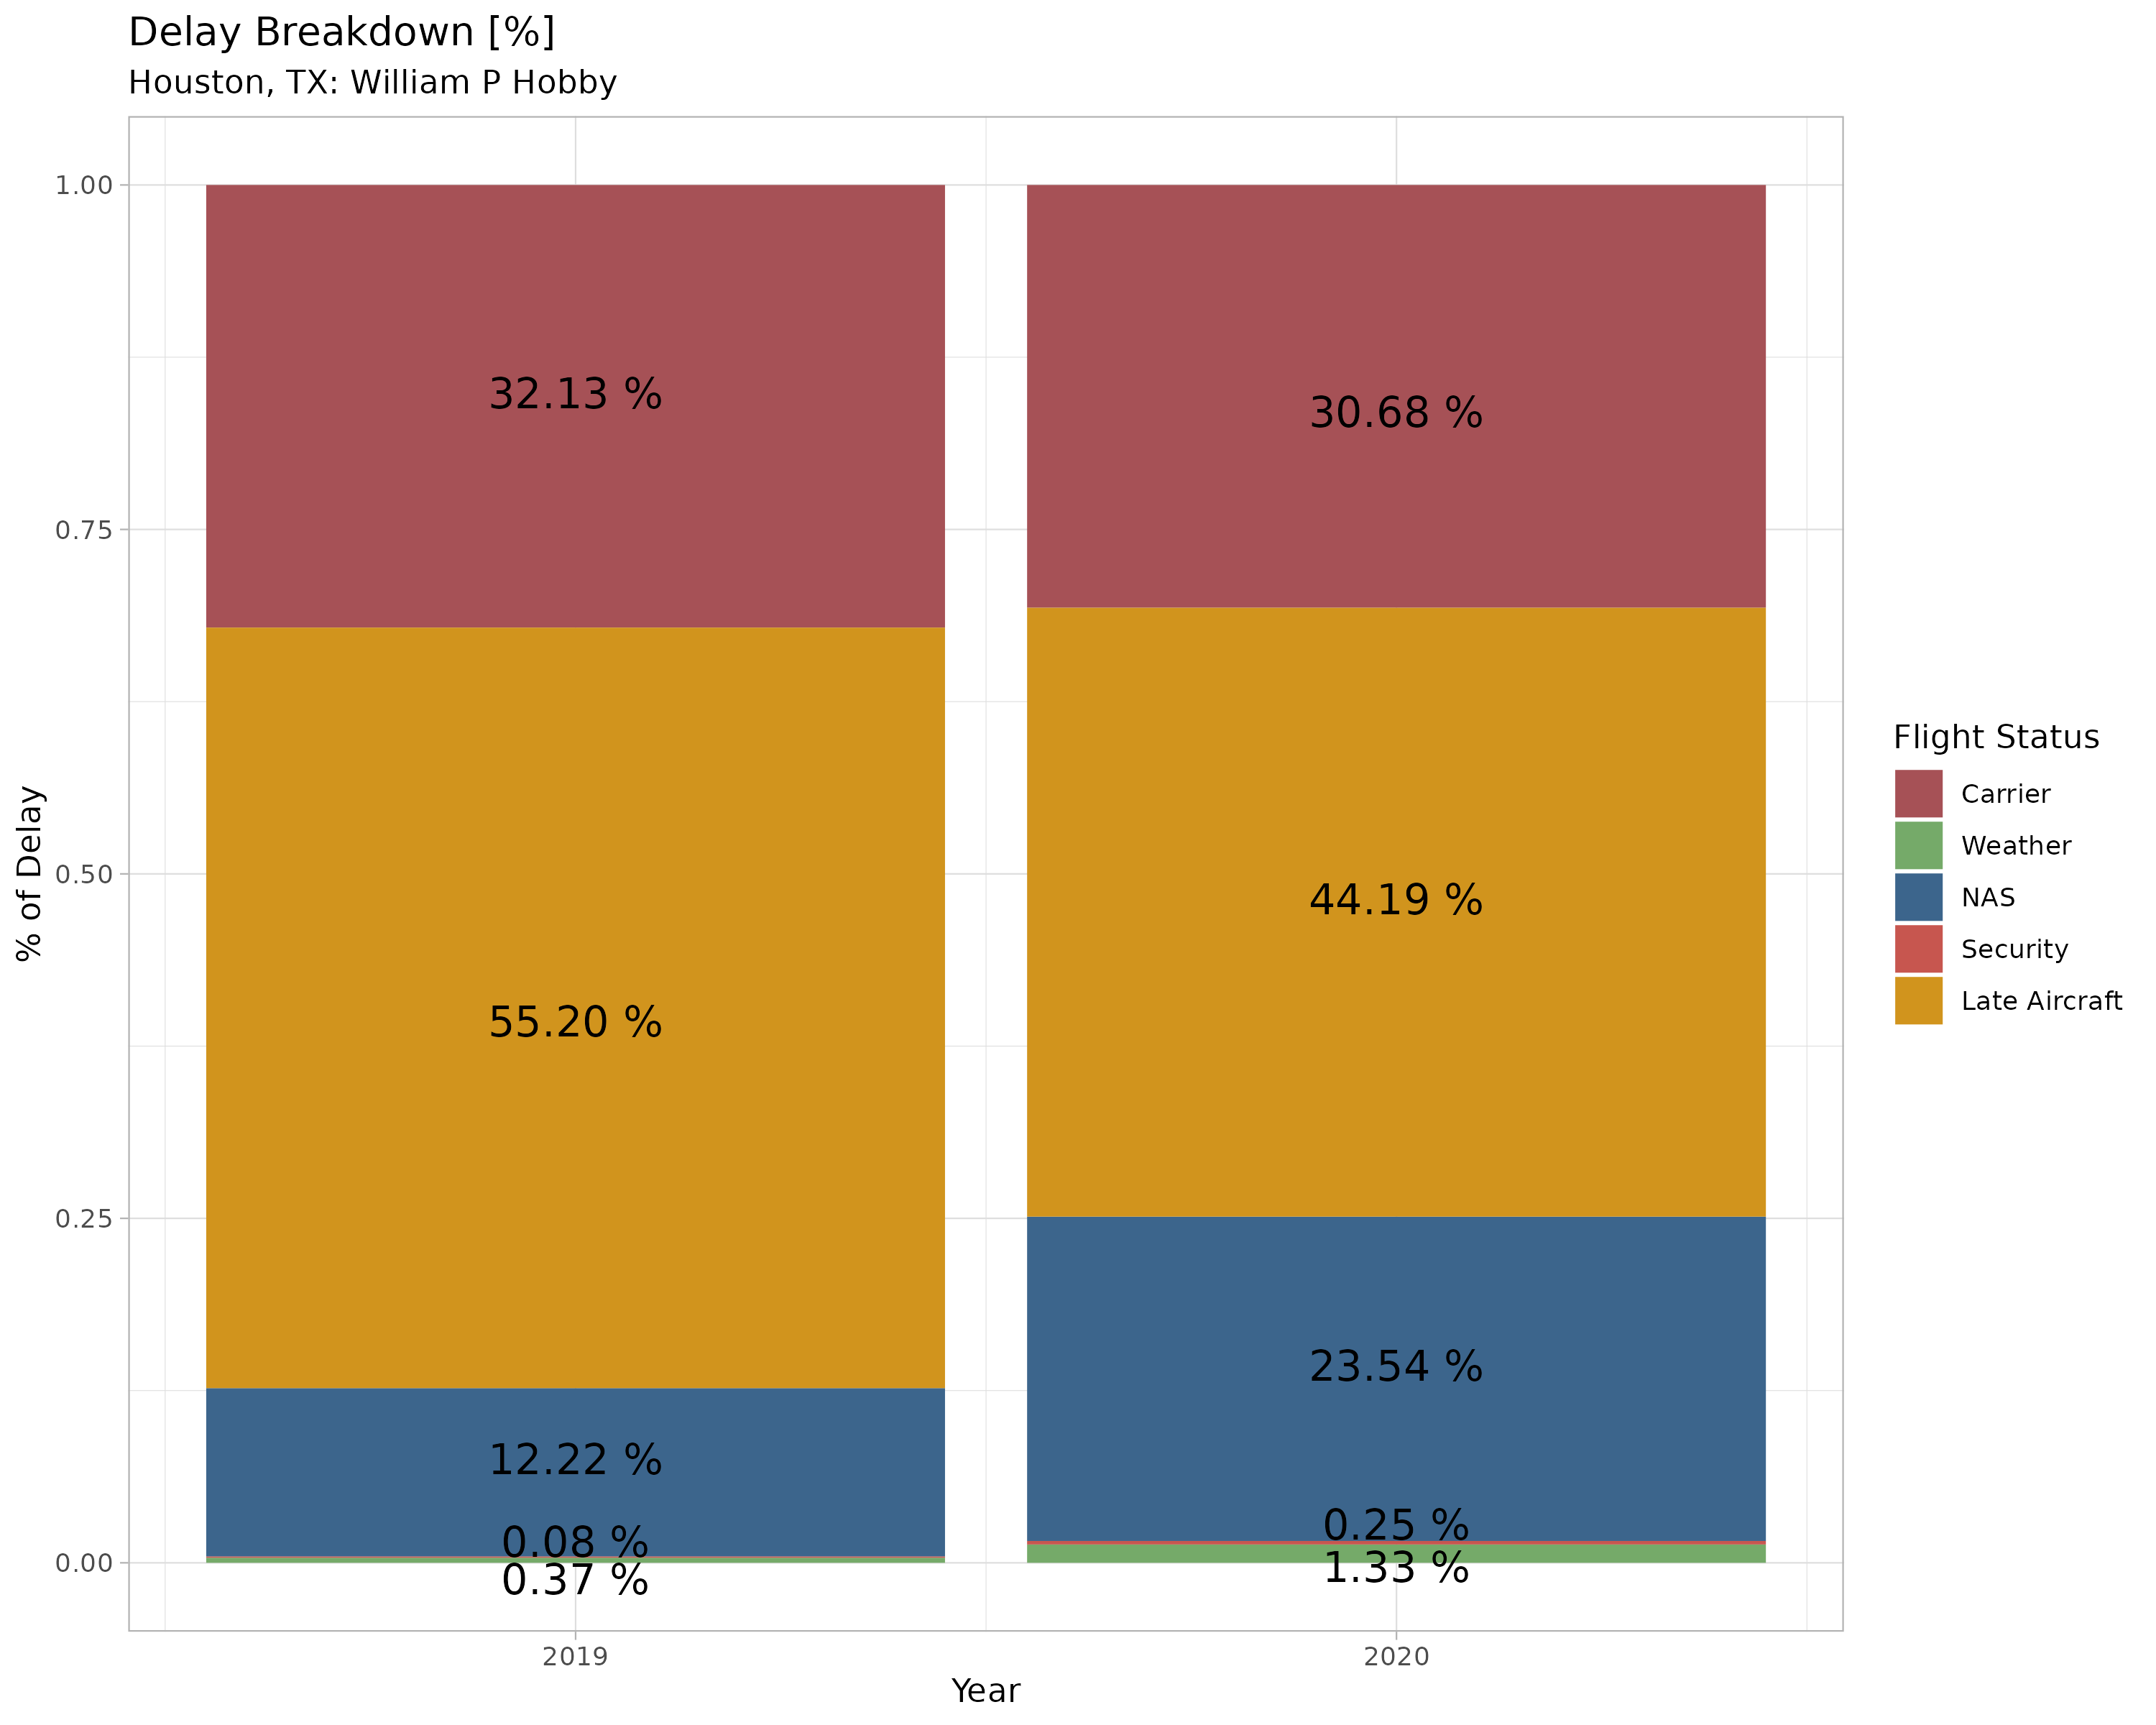 Delay Breakdown [%]
Houston, TX: William P Hobby
% of Delay
1.00
0.75
0.50
0.25
0.00
32.13 %
55.20 %
12.22 %
0.08 %
0.37 %
30.68 %
44.19 %
23.54 %
0.25 %
1.33 %
2019
2020
Year
Flight Status
Carrier
Weather
NAS
Security
Late Aircraft